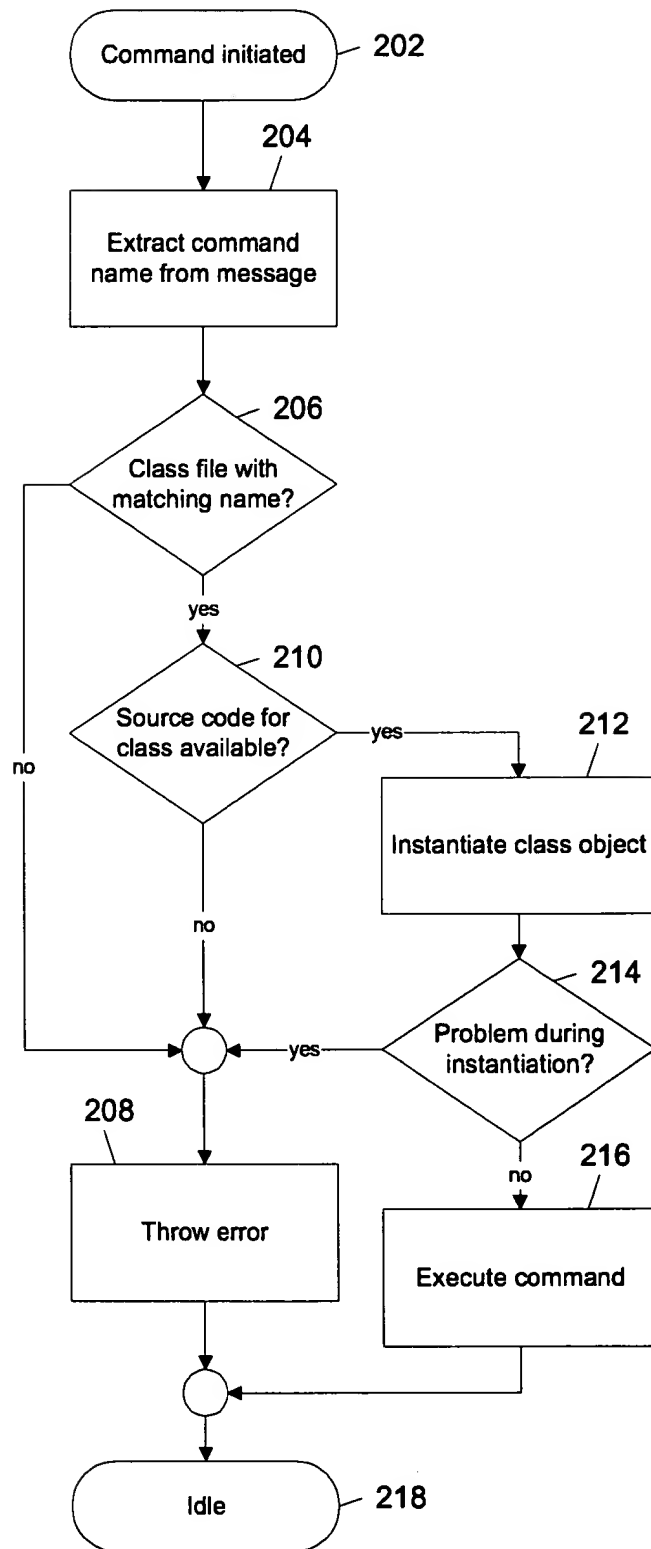 Command initiated
202
204
Extract command
name from message
206
Class file with
matching name?
yes
210
Source code for
class available?
yes
212
no
Instantiate class object
no
214
Problem during
instantiation?
yes
208
no
216
Throw error
Execute command
Idle
218